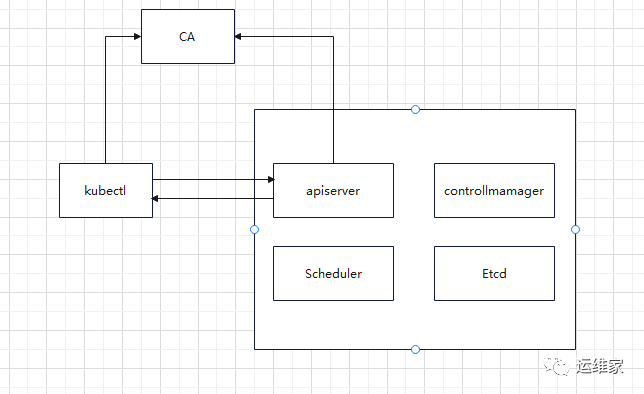 CA
kubectl
apiserver
controllmamager
Scheduler
Etcd
运维家